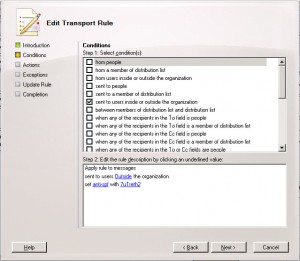 Edit Transport Rule
Introduction
Conditions
Actions
Exceptions
Update Rule
Completion
Conditions
Step 1: Select condition(s):
from people
from a member of distribution list
from users inside or outside the organization
sent to people
sent to a member of distribution list
sent to users inside or outside the organization
between members of distribution list and distribution list
when any of the recipients in the To field is people
when any of the recipients in the To field is a member of distribution list
when any of the recipients in the Cc field is people
when any of the recipients in the Cc field is a member of distribution list
when any of the recipients in the To or Cc fields are people
Step 2: Edit the rule description by clicking an underlined value:
Apply rule to messages
sent to users Outside the organization
set with
Help
< Back
Next >
Cancel